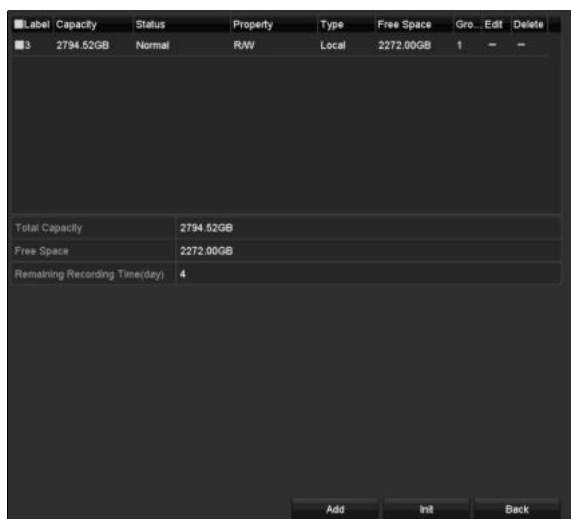 Label Capacity Status Property Type Free Space Gro... Edit Delete
3 2794.52GB Normal R/W Local 2272.00GB 1 – –
Total Capacity 2794.52GB
Free Space 2272.00GB
Remaining Recording Time(day) 4
Add Init Back